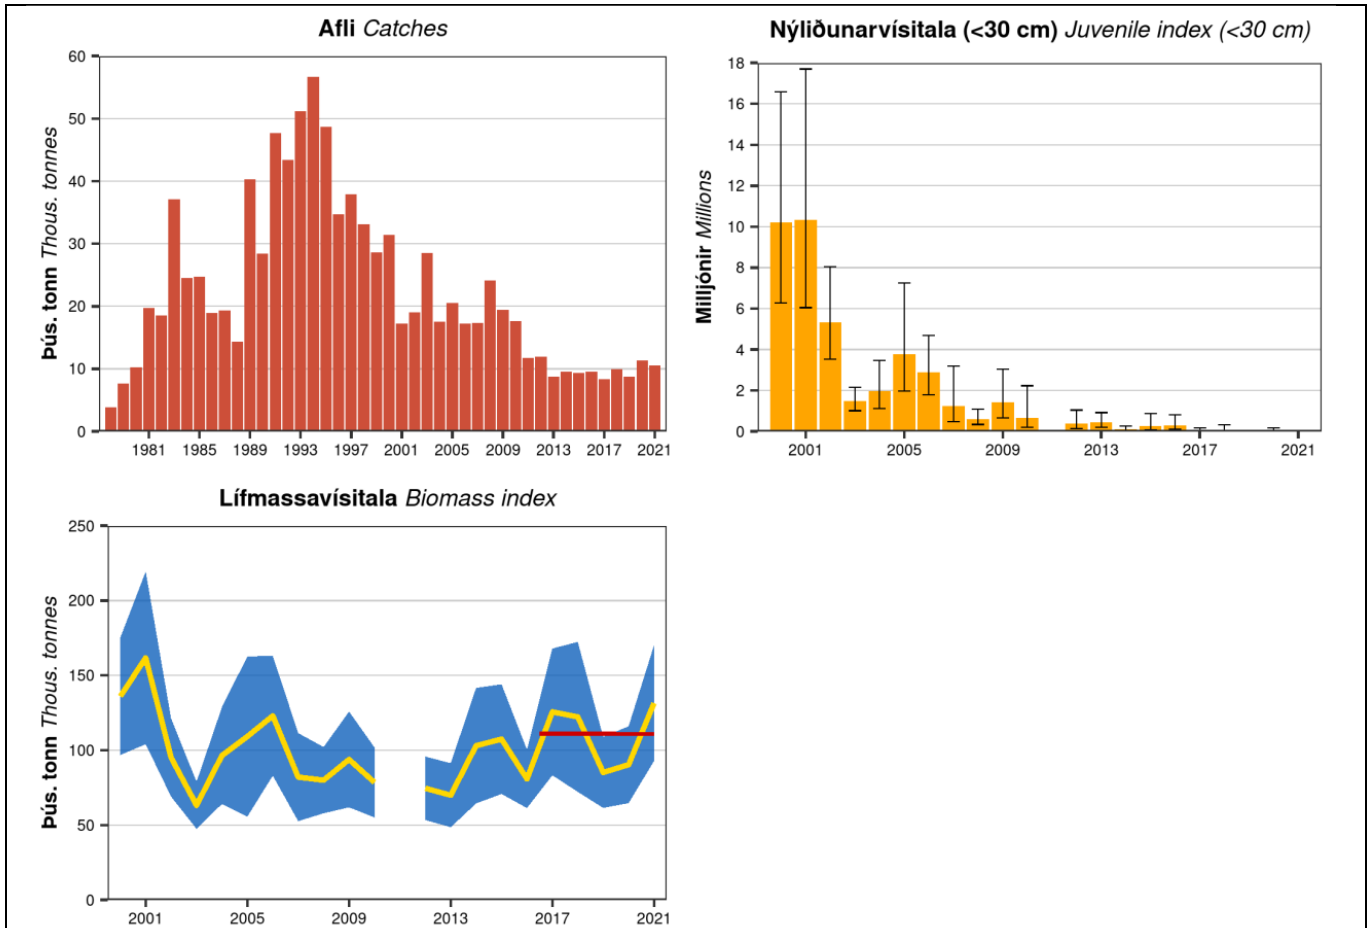 Afli Catches
Þús. tonn Thous. tonnes
60
50
40
30
20
10
0
1981 1985 1989 1993 1997 2001 2005 2009 2013 2017 2021
Nýliðunarvísitala (<30 cm) Juvenile index (<30 cm)
Milljónir Millions
18
16
14
12
10
8
6
4
2
0
2001 2005 2009 2013 2017 2021
Lífmassavísitala Biomass index
Þús. tonn Thous. tonnes
250
200
150
100
50
0
2001 2005 2009 2013 2017 2021